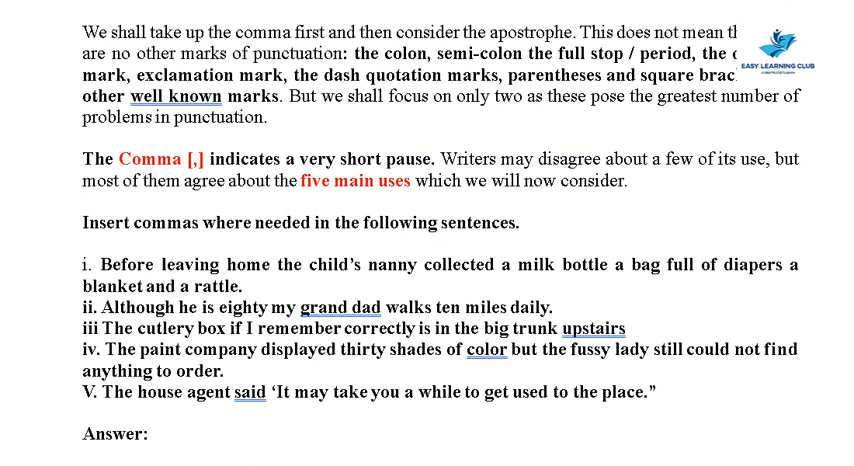 We shall take up the comma first and then consider the apostrophe. This does not mean
are no other marks of punctuation: the colon, semi-colon the full stop / period, the
EASY LEARNING CLUB
mark, exclamation mark, the dash quotation marks, parentheses and square brac
other well known marks. But we shall focus on only two as these pose the greatest number of
problems in punctuation.
The Comma [,] indicates a very short pause. Writers may disagree about a few of its use, but
most of them agree about the five main uses which we will now consider.
Insert commas where needed in the following sentences.
i. Before leaving home the child's nanny collected a milk bottle a bag full of diapers a
blanket and a rattle.
ii. Although he is eighty my grand dad walks ten miles daily.
iii The cutlery box if I remember correctly is in the big trunk upstairs
iv. The paint company displayed thirty shades of color but the fussy lady still could not find
anything to order.
V. The house agent said ‘It may take you a while to get used to the place.”
Answer: